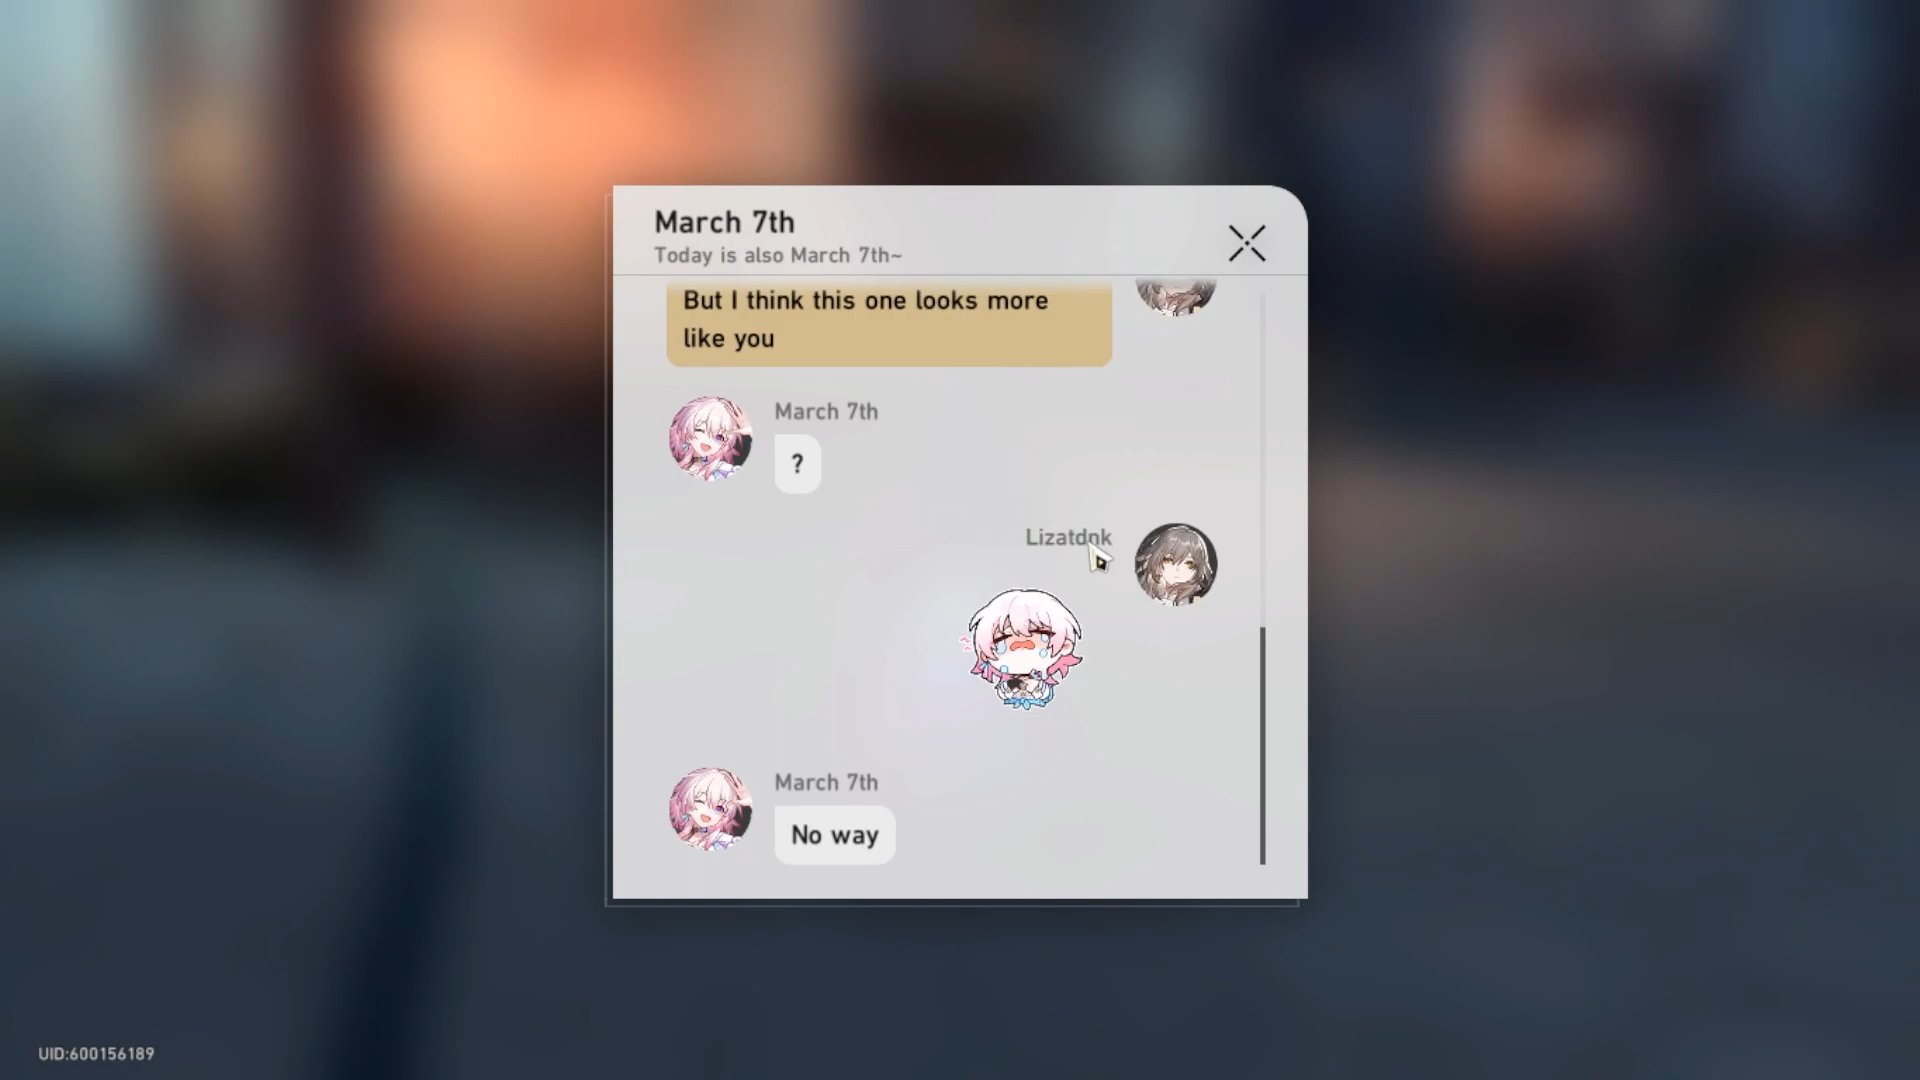 March 7th
Today is also March 7th~
But I think this one looks more
like you
March 7th
?
Lizatdnk
March 7th
No way
UID:600156189